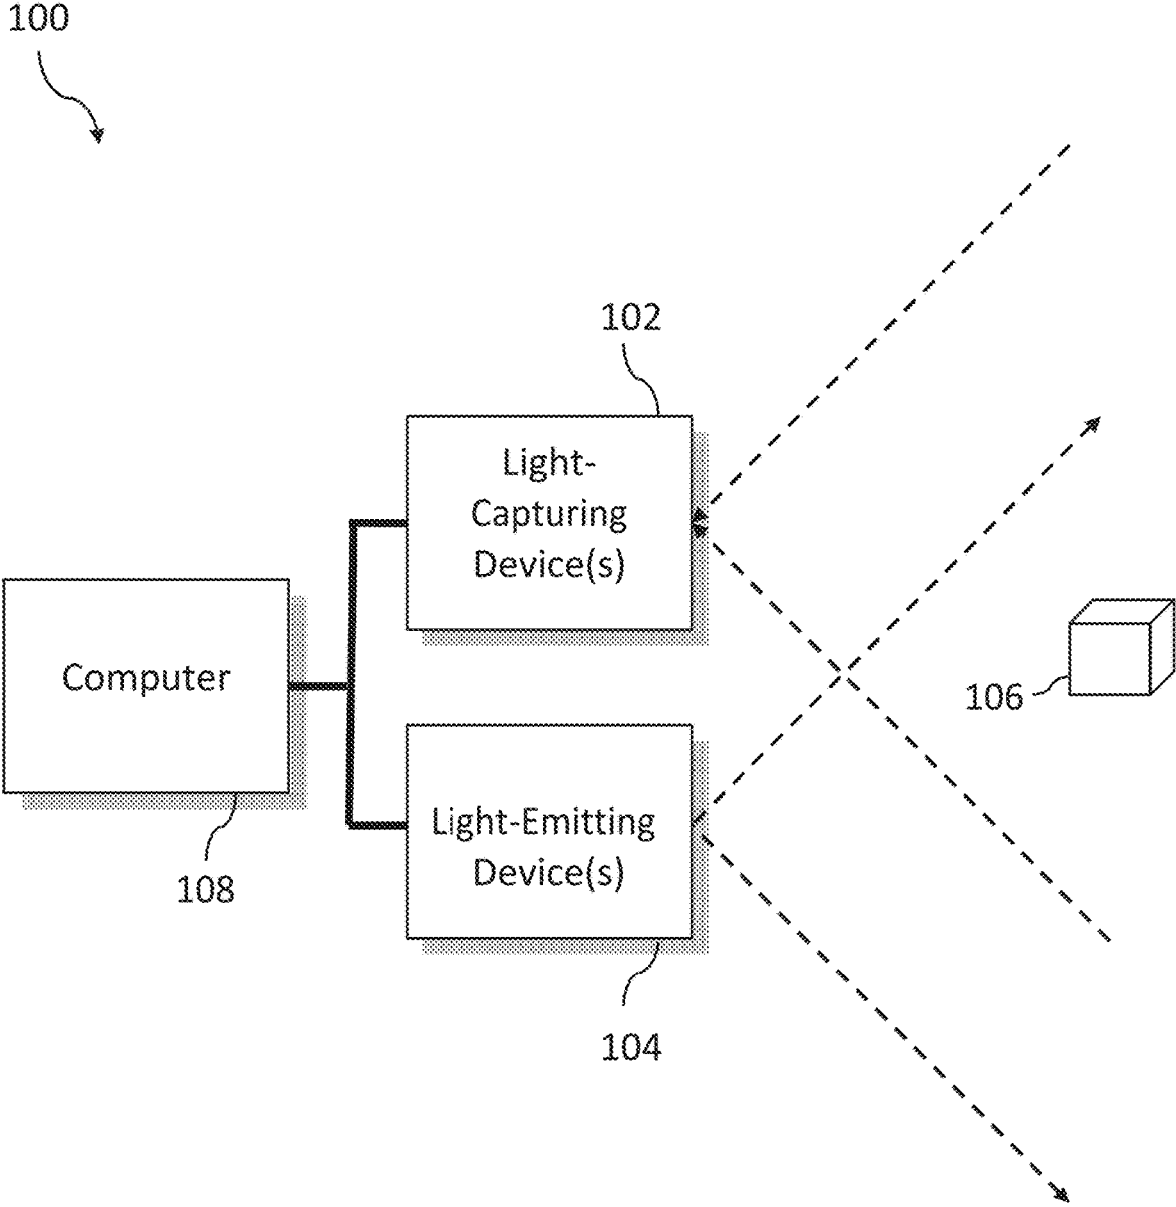 100
102
Light-
Capturing
Device(s)
Computer
106
Light-Emitting
Device(s)
108
104